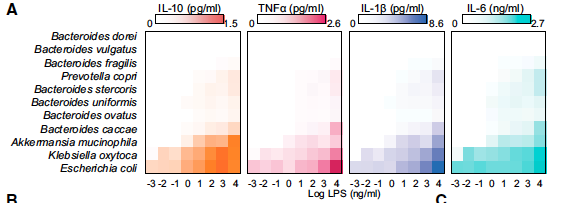 A
IL-10 (pg/ml) TNFα (pg/ml) IL-1β (pg/ml) IL-6 (pg/ml)
0 1.5 0 2.6 0 8.6 0 2.7
Bacteroides dorei
Bacteroides vulgatus
Bacteroides fragilis
Prevotella copri
Bacteroides stercoris
Bacteroides uniformis
Bacteroides ovatus
Bacteroides caccae
Akkermansia mucinophila
Klebsiella oxytoca
Escherichia coli
-3 -2 -1 0 1 2 3 4 -3 -2 -1 0 1 2 3 4 -3 -2 -1 0 1 2 3 4 -3 -2 -1 0 1 2 3 4
Log LPS (ng/ml)
B C